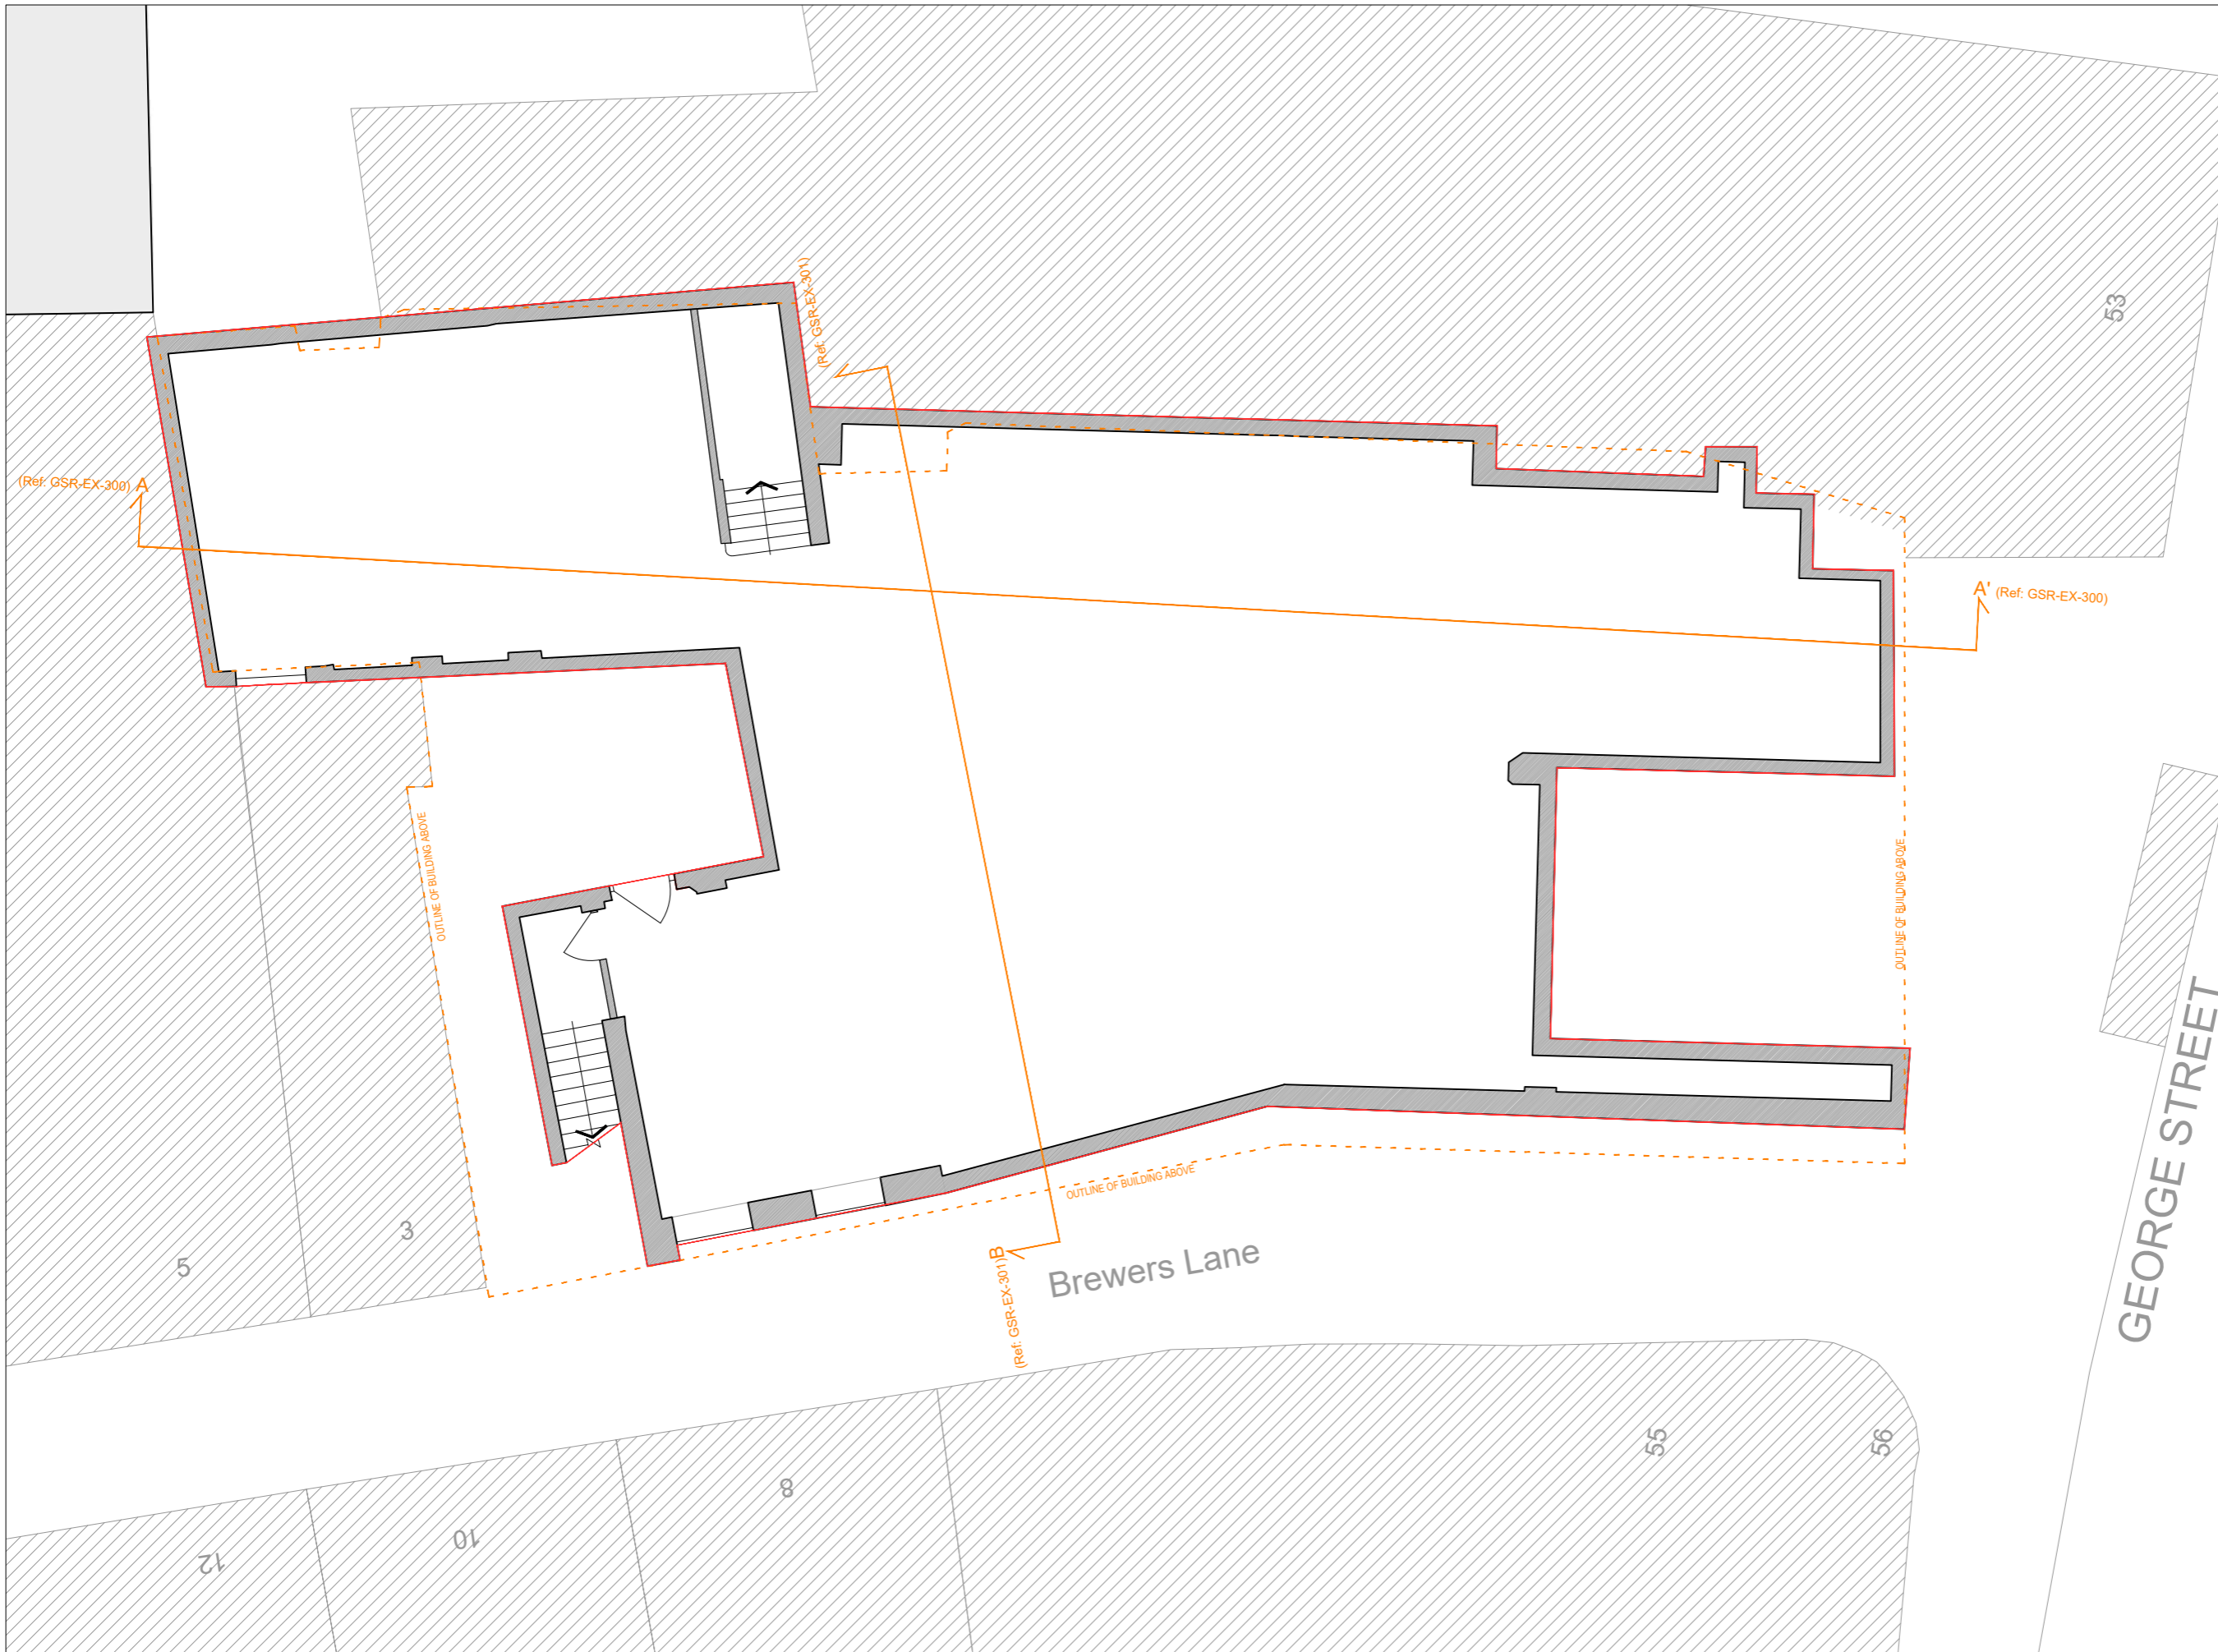 (Ref: GSR-EX-301)
53
(Ref: GSR-EX-300) A
A' (Ref: GSR-EX-300)
OUTLINE OF BUILDING ABOVE
OUTLINE OF BUILDING ABOVE
OUTLINE OF BUILDING ABOVE
GEORGE STREET
3
5
B
(Ref: GSR-EX-301)
Brewers Lane
55
56
8
10
12